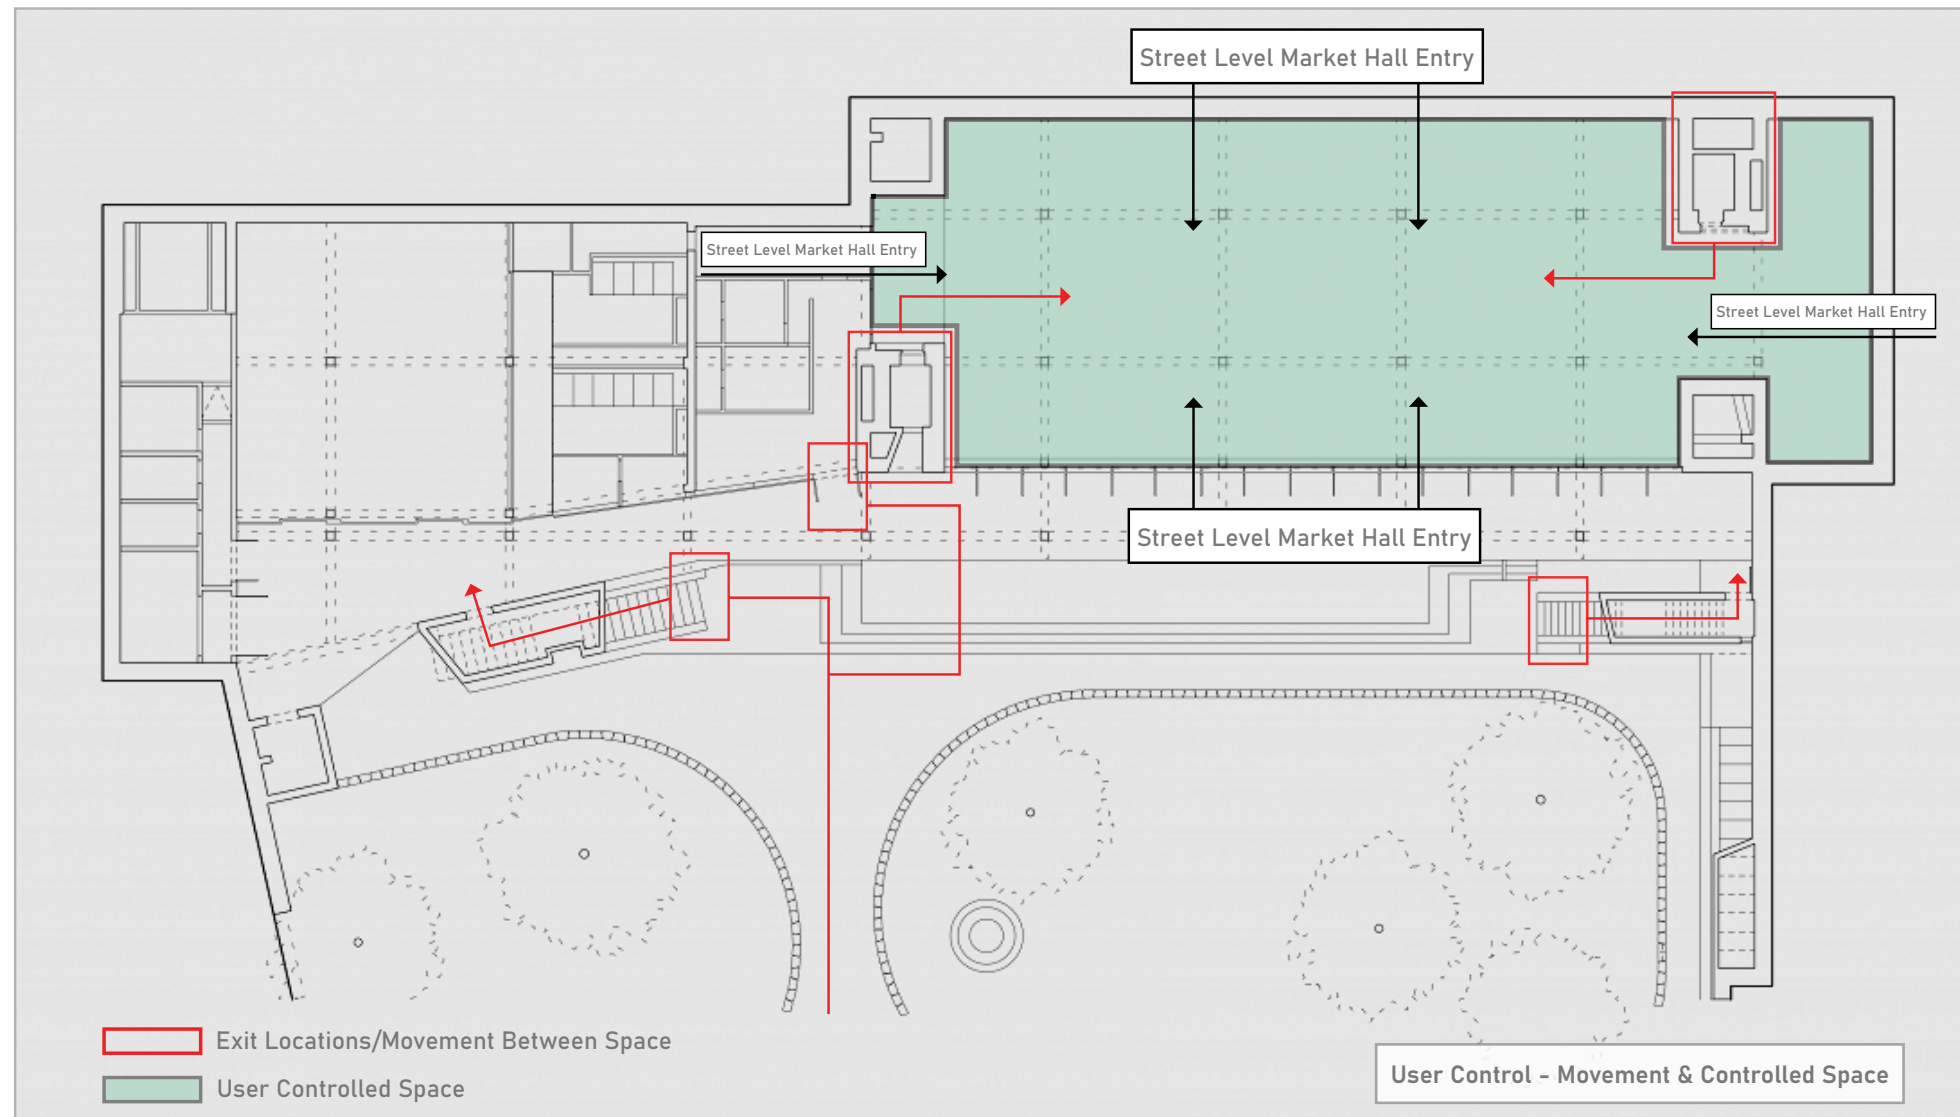 Street Level Market Hall Entry
Street Level Market Hall Entry
Street Level Market Hall Entry
Street Level Market Hall Entry
Exit Locations/Movement Between Space
User Controlled Space
User Control - Movement & Controlled Space